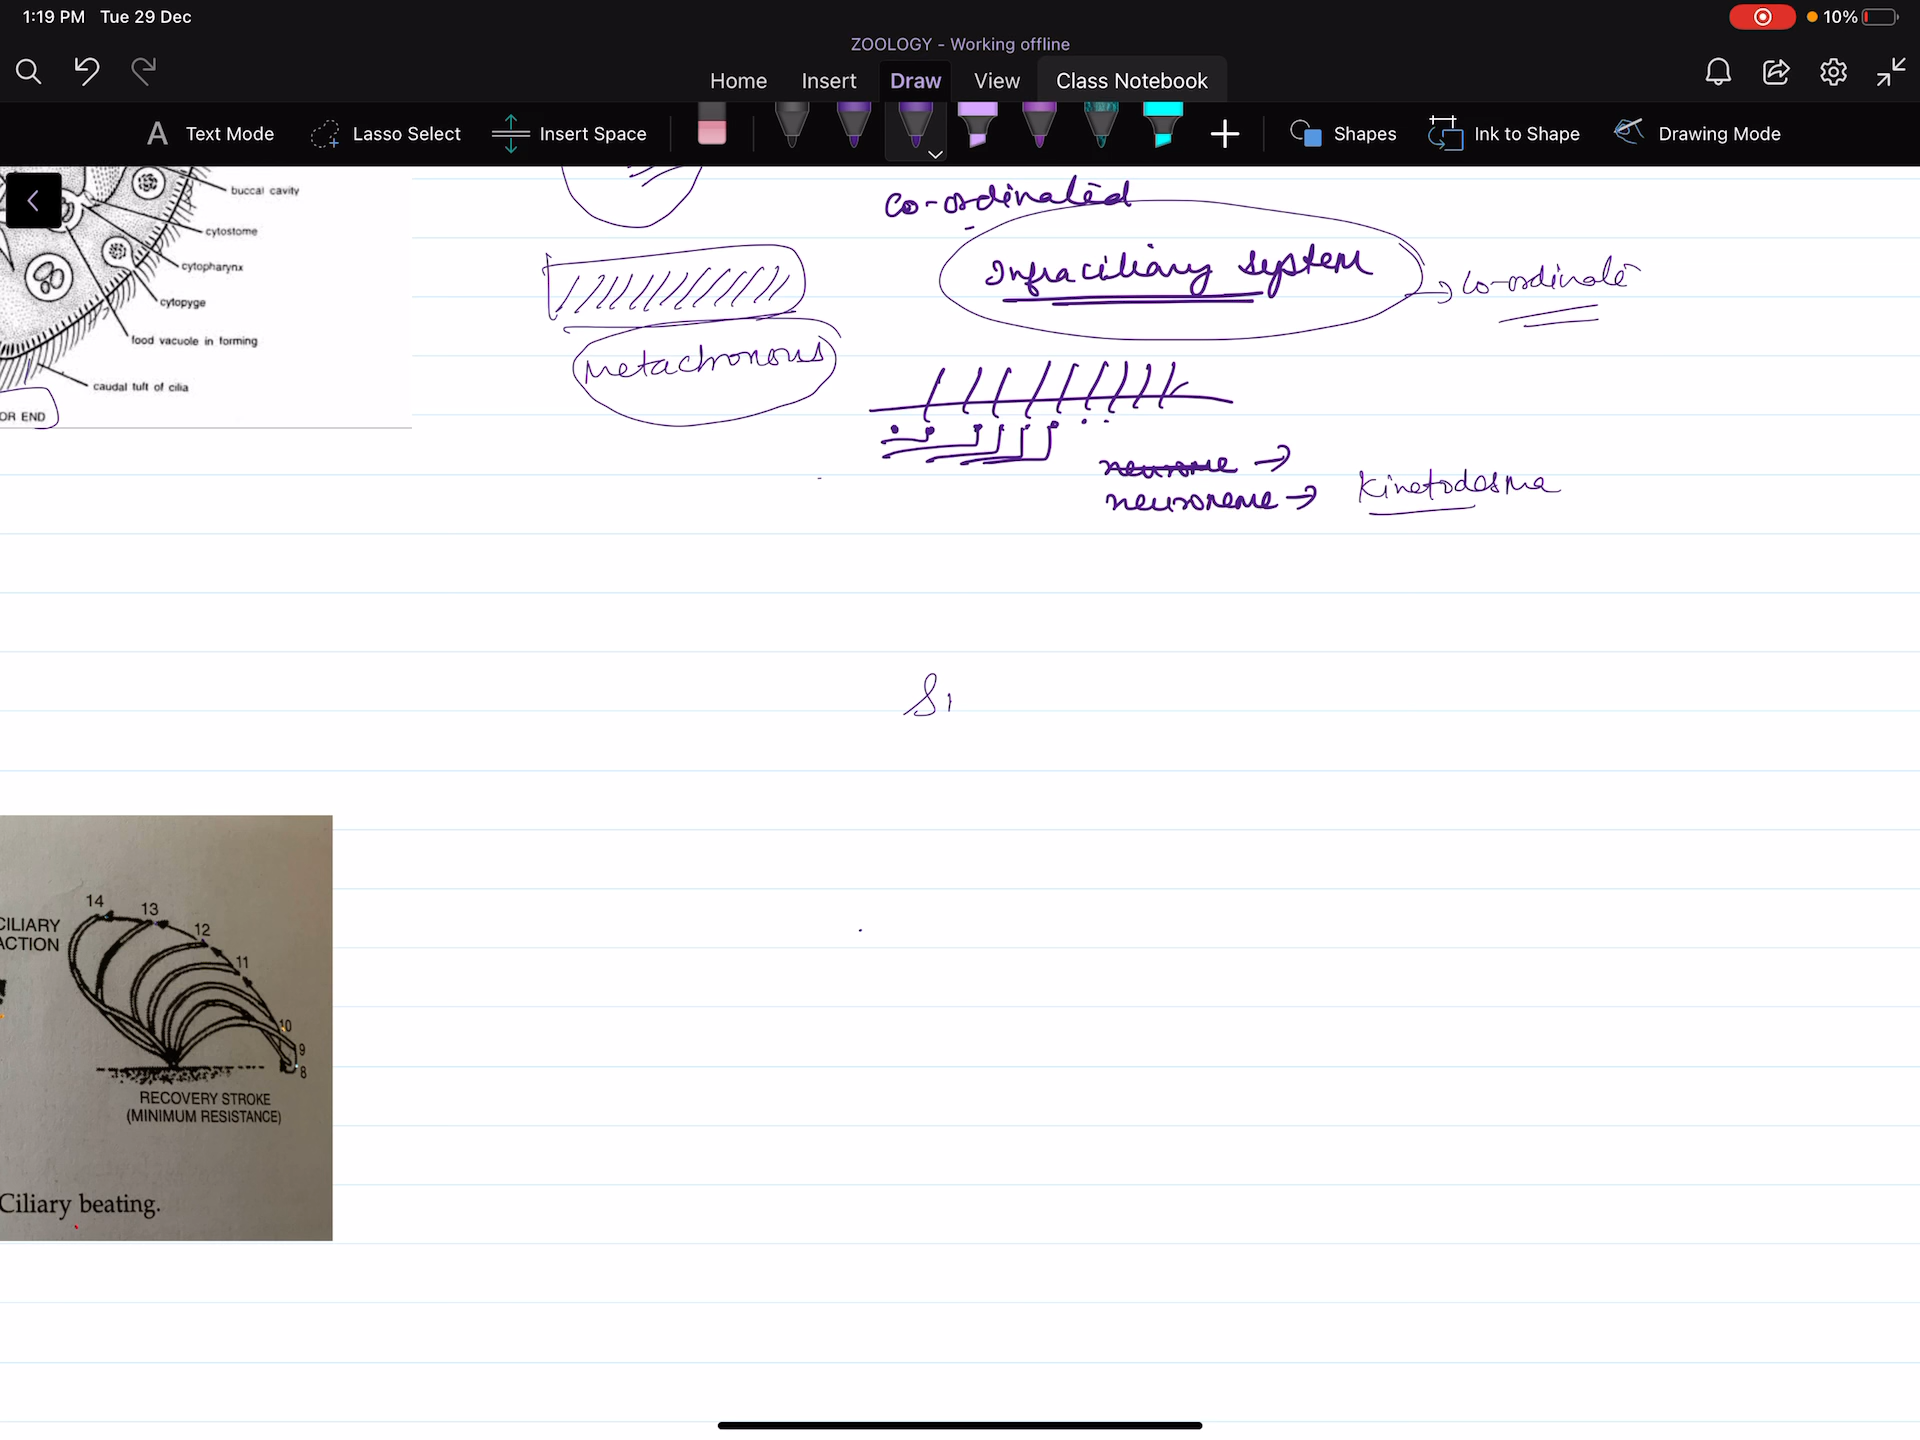 1:19 PM Tue 29 Dec
10%
ZOOLOGY - Working offline
Home Insert Draw View Class Notebook
Text Mode Lasso Select Insert Space Shapes Ink to Shape Drawing Mode
buccal cavity
cytostome
cytopharynx
cytopyge
food vacuole in forming
caudal tuft of cilia
OR END
Co-ordinated
Infraciliary system → Co-ordinate
Metachronous
neuroneme → Kinetodesma
CILIARY
ACTION
14
13
12
11
10
9
8
RECOVERY STROKE
(MINIMUM RESISTANCE)
Ciliary beating.